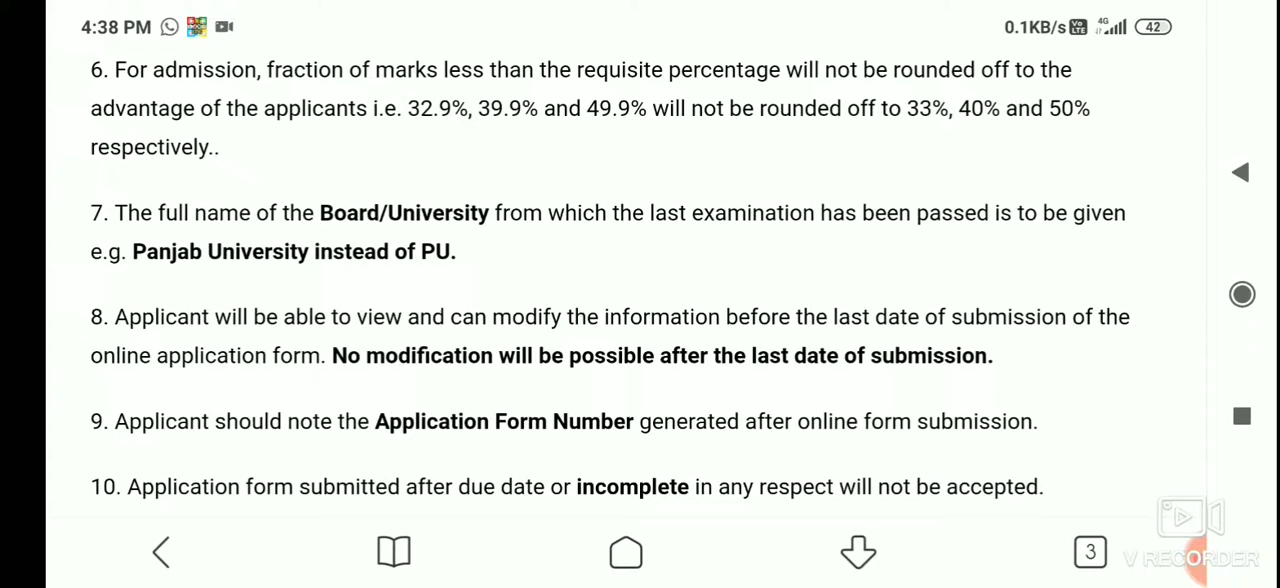 4:38 PM
0.1KB/s Vo LTE 4G 42
6. For admission, fraction of marks less than the requisite percentage will not be rounded off to the
advantage of the applicants i.e. 32.9%, 39.9% and 49.9% will not be rounded off to 33%, 40% and 50%
respectively..
7. The full name of the Board/University from which the last examination has been passed is to be given
e.g. Panjab University instead of PU.
8. Applicant will be able to view and can modify the information before the last date of submission of the
online application form. No modification will be possible after the last date of submission.
9. Applicant should note the Application Form Number generated after online form submission.
10. Application form submitted after due date or incomplete in any respect will not be accepted.
3
V RECORDER